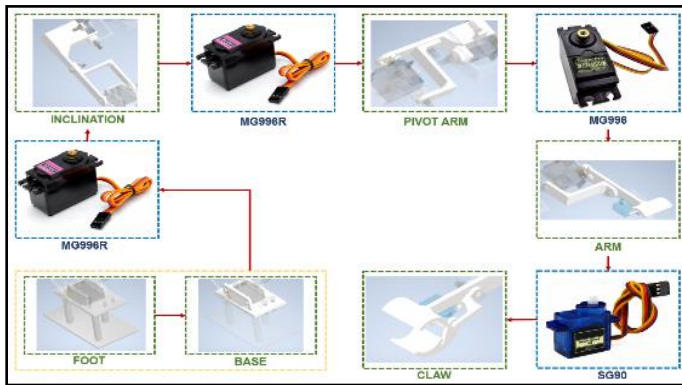 INCLINATION
MG996R
PIVOT ARM
MG996
MG996R
ARM
FOOT
BASE
CLAW
SG90